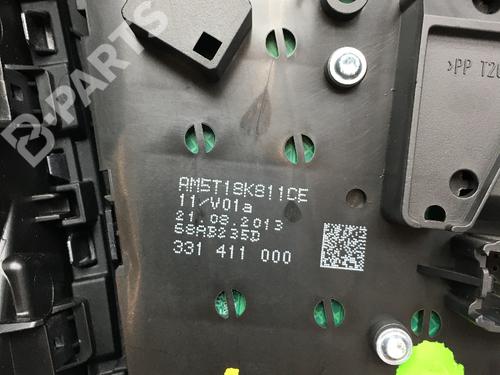 B-PARTS
>PP T20
AM5T18K811CE
11/V01a
21.08.2013
68AB235D
331 411 000